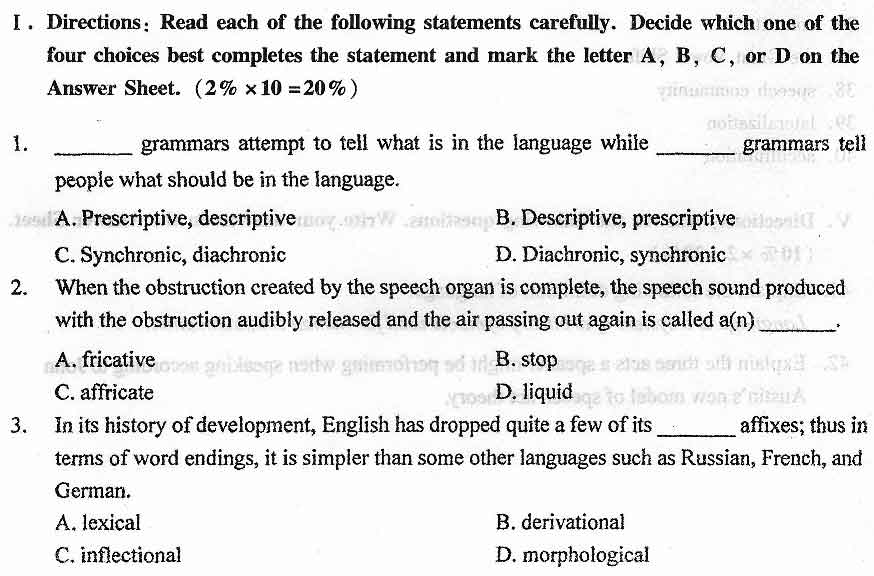 I. Directions: Read each of the following statements carefully. Decide which one of the
four choices best completes the statement and mark the letter A, B, C, or D on the
Answer Sheet. (2% ×10 =20%)
1. _______ grammars attempt to tell what is in the language while _______ grammars tell
people what should be in the language.
A. Prescriptive, descriptive B. Descriptive, prescriptive
C. Synchronic, diachronic D. Diachronic, synchronic
2. When the obstruction created by the speech organ is complete, the speech sound produced
with the obstruction audibly released and the air passing out again is called a(n)_______.
A. fricative B. stop
C. affricate D. liquid
3. In its history of development, English has dropped quite a few of its _______ affixes; thus in
terms of word endings, it is simpler than some other languages such as Russian, French, and
German.
A. lexical B. derivational
C. inflectional D. morphological